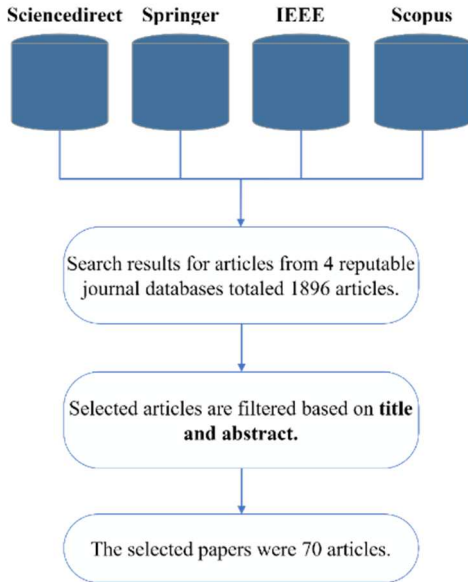 Sciencedirect Springer IEEE Scopus
Search results for articles from 4 reputable
journal databases totaled 1896 articles.
Selected articles are filtered based on title
and abstract.
The selected papers were 70 articles.